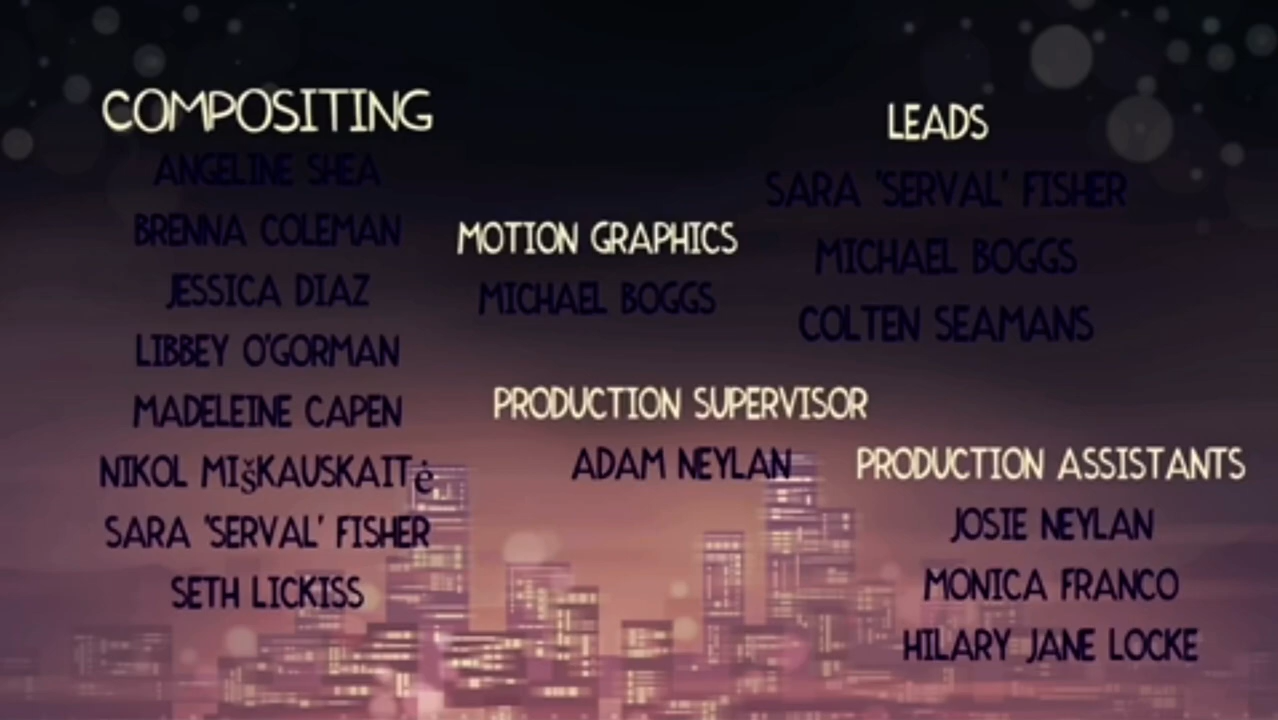 COMPOSITING
ANGELINE SHEA
BRENNA COLEMAN
JESSICA DIAZ
LIBBEY O'GORMAN
MADELEINE CAPEN
NIKOL MIšKAUSKAITė
SARA 'SERVAL' FISHER
SETH LICKISS
MOTION GRAPHICS
MICHAEL BOGGS
LEADS
SARA 'SERVAL' FISHER
MICHAEL BOGGS
COLTEN SEAMANS
PRODUCTION SUPERVISOR
ADAM NEYLAN
PRODUCTION ASSISTANTS
JOSIE NEYLAN
MONICA FRANCO
HILARY JANE LOCKE